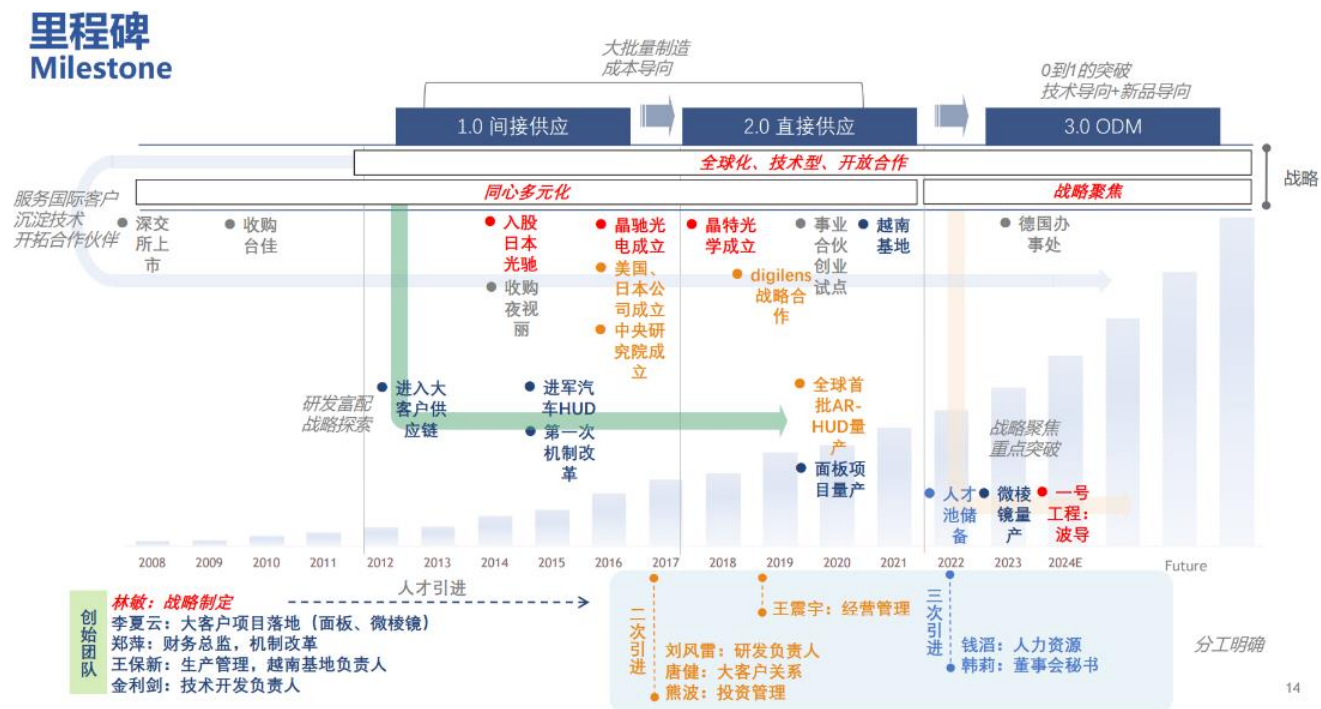 里程碑
Milestone
大批量制造
成本导向
0到1的突破
技术导向+新品导向
1.0 间接供应
2.0 直接供应
3.0 ODM
全球化、技术型、开放合作
同心多元化
战略聚焦
战略
服务国际客户
沉淀技术
开拓合作伙伴
深交
所上
市
收购
台佳
入股
日本
光驰
收购
夜视
丽
晶驰光
电成立
美国、
日本公
司成立
中央研
究院成
立
晶特光
学成立
digilens
战略合
作
事业
合伙
创业
试点
越南
基地
德国办
事处
研发富配
战略探索
进入大
客户供
应链
进军汽
车HUD
第一次
机制改
革
全球首
批AR-
HUD量
产
面板项
目量产
战略聚焦
重点突破
人才
池储
备
微棱
镜量
产
一号
工程：
波导
2008
2009
2010
2011
2012
2013
2014
2015
2016
2017
2018
2019
2020
2021
2022
2023
2024E
Future
创始团队
林敏：战略制定
李夏云：大客户项目落地（面板、微棱镜）
郑萍：财务总监，机制改革
王保新：生产管理，越南基地负责人
金利剑：技术开发负责人
人才引进
二次引进
王震宇：经营管理
刘风雷：研发负责人
唐健：大客户关系
熊波：投资管理
三次引进
钱滔：人力资源
韩莉：董事会秘书
分工明确
14